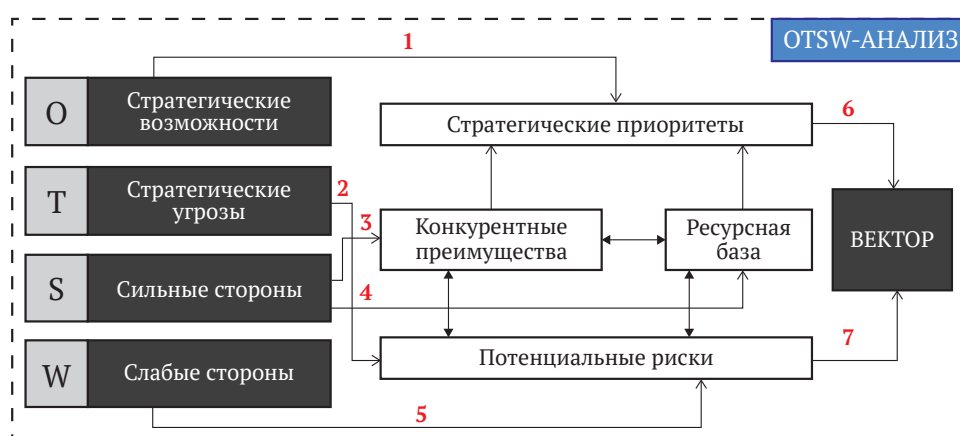 OTSW-АНАЛИЗ
1
O
Стратегические
возможности
Стратегические приоритеты
6
T
Стратегические
угрозы
2
3
Конкурентные
преимущества
Ресурсная
база
ВЕКТОР
S
Сильные стороны
4
W
Слабые стороны
Потенциальные риски
7
5